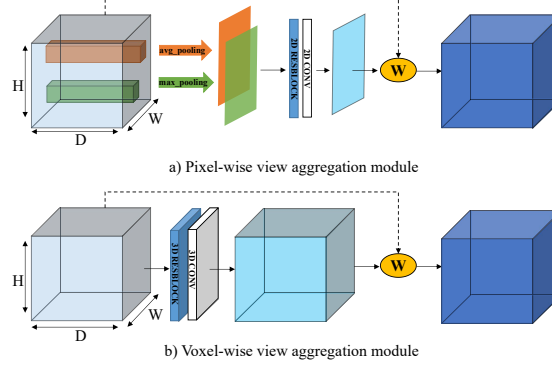 avg_pooling
max_pooling
2D RESBLOCK
2D CONV
W
H
W
D
a) Pixel-wise view aggregation module
3D RESBLOCK
3D CONV
W
H
W
D
b) Voxel-wise view aggregation module